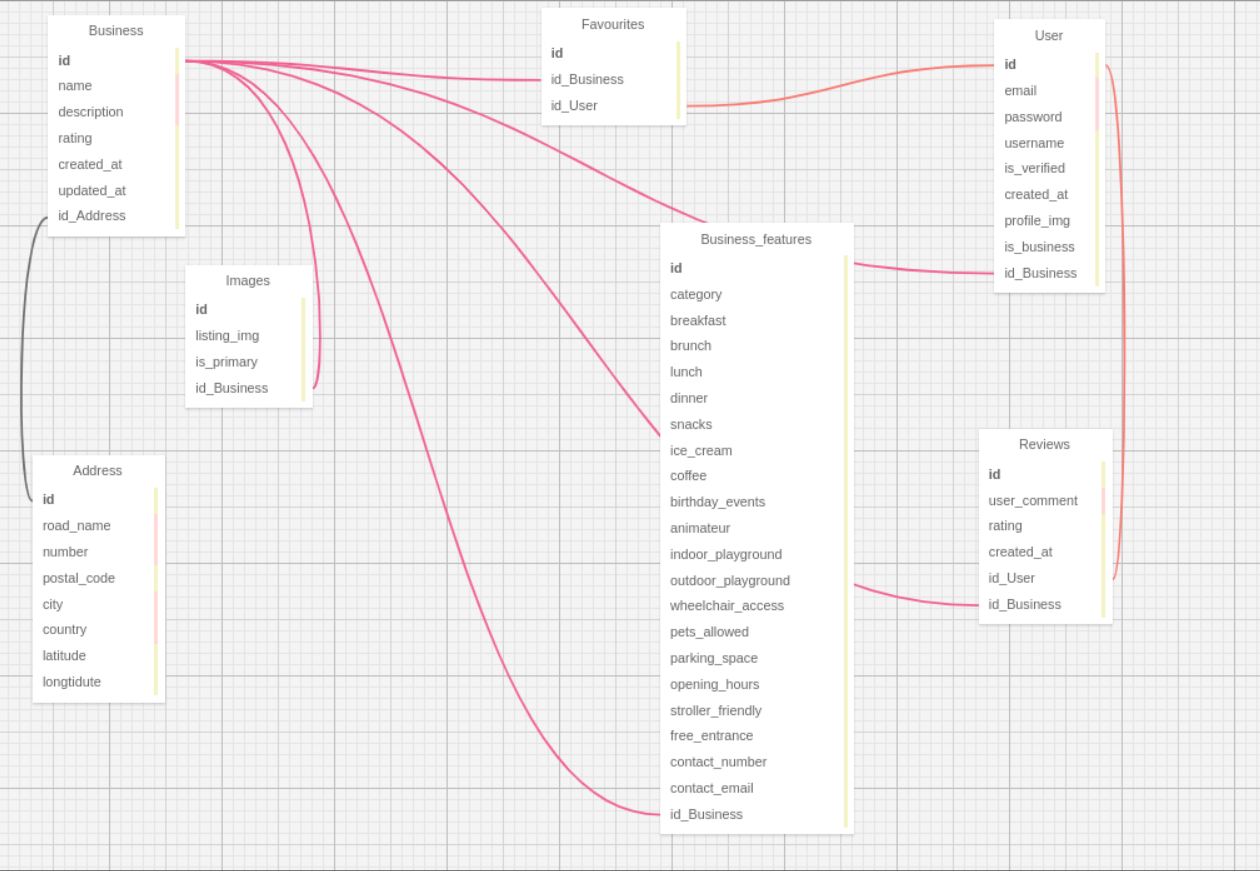 Business
id
name
description
rating
created_at
updated_at
id_Address
Favourites
id
id_Business
id_User
User
id
email
password
username
is_verified
created_at
profile_img
is_business
id_Business
Images
id
listing_img
is_primary
id_Business
Business_features
id
category
breakfast
brunch
lunch
dinner
snacks
ice_cream
coffee
birthday_events
animateur
indoor_playground
outdoor_playground
wheelchair_access
pets_allowed
parking_space
opening_hours
stroller_friendly
free_entrance
contact_number
contact_email
id_Business
Address
id
road_name
number
postal_code
city
country
latitude
longtidute
Reviews
id
user_comment
rating
created_at
id_User
id_Business